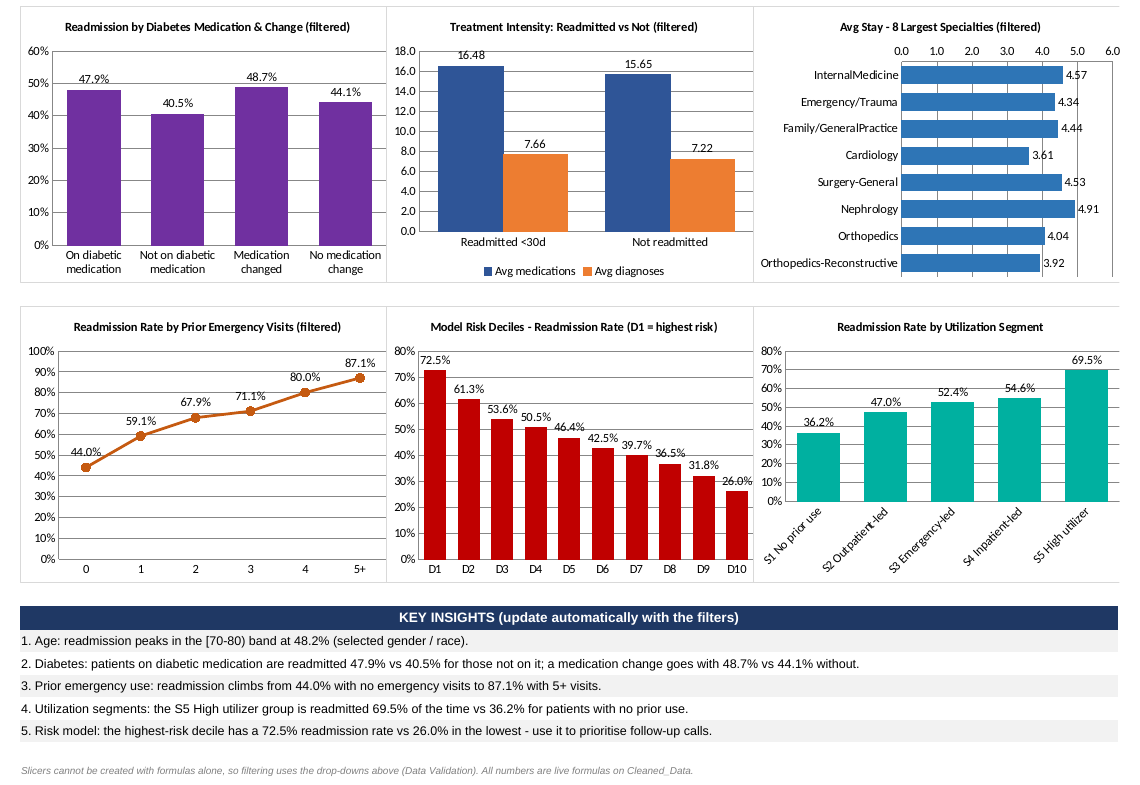 Readmission by Diabetes Medication & Change (filtered)
60%
50%
40%
30%
20%
10%
0%
47.9%
40.5%
48.7%
44.1%
On diabetic medication
Not on diabetic medication
Medication changed
No medication change
Treatment Intensity: Readmitted vs Not (filtered)
18.0
16.0
14.0
12.0
10.0
8.0
6.0
4.0
2.0
0.0
16.48
7.66
15.65
7.22
Readmitted <30d
Not readmitted
Avg medications
Avg diagnoses
Avg Stay - 8 Largest Specialties (filtered)
0.0 1.0 2.0 3.0 4.0 5.0 6.0
InternalMedicine 4.57
Emergency/Trauma 4.34
Family/GeneralPractice 4.44
Cardiology 3.61
Surgery-General 4.53
Nephrology 4.91
Orthopedics 4.04
Orthopedics-Reconstructive 3.92
Readmission Rate by Prior Emergency Visits (filtered)
100%
90%
80%
70%
60%
50%
40%
30%
20%
10%
0%
44.0%
59.1%
67.9%
71.1%
80.0%
87.1%
0 1 2 3 4 5+
Model Risk Deciles - Readmission Rate (D1 = highest risk)
80%
70%
60%
50%
40%
30%
20%
10%
0%
72.5%
61.3%
53.6%
50.5%
46.4%
42.5%
39.7%
36.5%
31.8%
26.0%
D1 D2 D3 D4 D5 D6 D7 D8 D9 D10
Readmission Rate by Utilization Segment
80%
70%
60%
50%
40%
30%
20%
10%
0%
36.2%
47.0%
52.4%
54.6%
69.5%
S1 No prior use
S2 Outpatient-led
S3 Emergency-led
S4 Inpatient-led
S5 High utilizer
KEY INSIGHTS (update automatically with the filters)
1. Age: readmission peaks in the [70-80) band at 48.2% (selected gender / race).
2. Diabetes: patients on diabetic medication are readmitted 47.9% vs 40.5% for those not on it; a medication change goes with 48.7% vs 44.1% without.
3. Prior emergency use: readmission climbs from 44.0% with no emergency visits to 87.1% with 5+ visits.
4. Utilization segments: the S5 High utilizer group is readmitted 69.5% of the time vs 36.2% for patients with no prior use.
5. Risk model: the highest-risk decile has a 72.5% readmission rate vs 26.0% in the lowest - use it to prioritise follow-up calls.
Slicers cannot be created with formulas alone, so filtering uses the drop-downs above (Data Validation). All numbers are live formulas on Cleaned_Data.